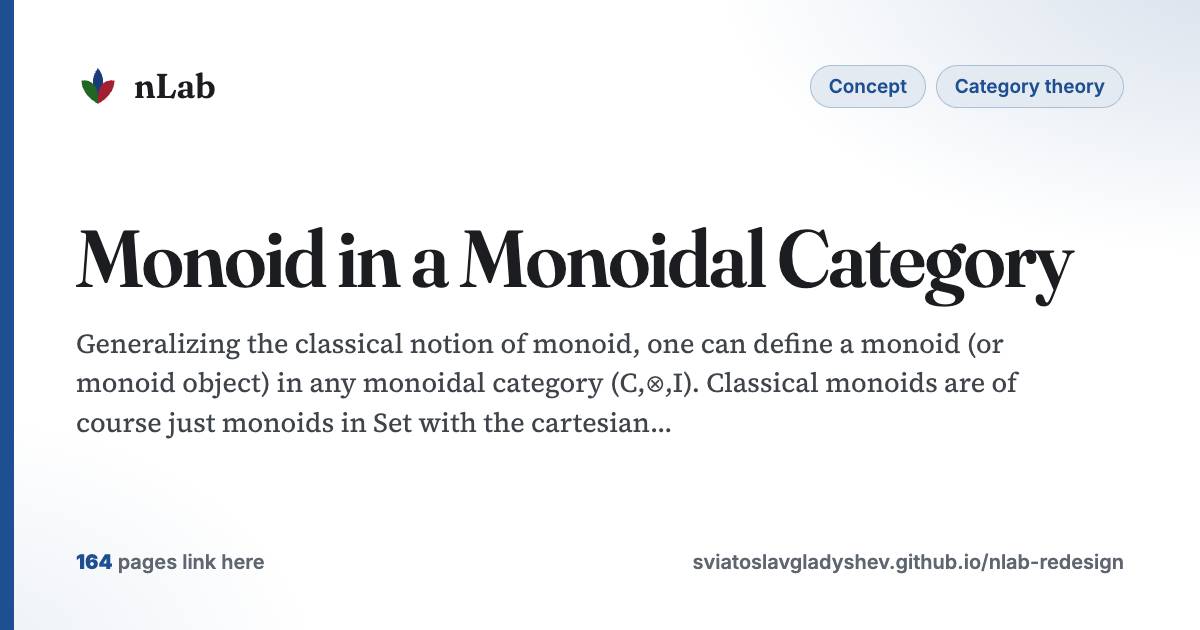 nLab
Concept
Category theory
Monoid in a Monoidal Category
Generalizing the classical notion of monoid, one can define a monoid (or
monoid object) in any monoidal category (C,⊗,I). Classical monoids are of
course just monoids in Set with the cartesian...
164 pages link here
sviatoslavgladyshev.github.io/nlab-redesign